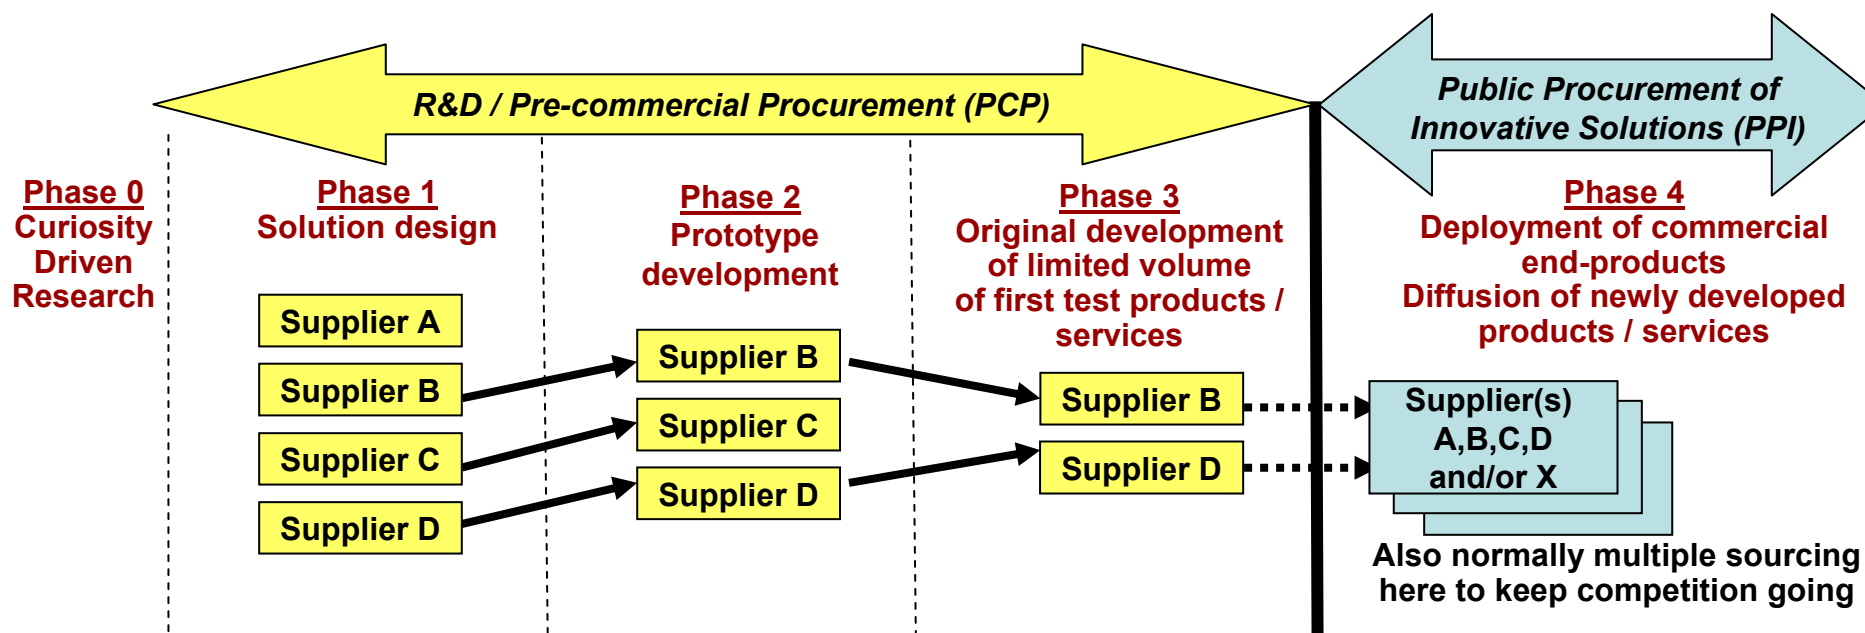 R&D / Pre-commercial Procurement (PCP)
Public Procurement of
Innovative Solutions (PPI)
Phase 0
Curiosity
Driven
Research
Phase 1
Solution design
Supplier A
Supplier B
Supplier C
Supplier D
Phase 2
Prototype
development
Supplier B
Supplier C
Supplier D
Phase 3
Original development
of limited volume
of first test products /
services
Supplier B
Supplier D
Phase 4
Deployment of commercial
end-products
Diffusion of newly developed
products / services
Supplier(s)
A,B,C,D
and/or X
Also normally multiple sourcing
here to keep competition going